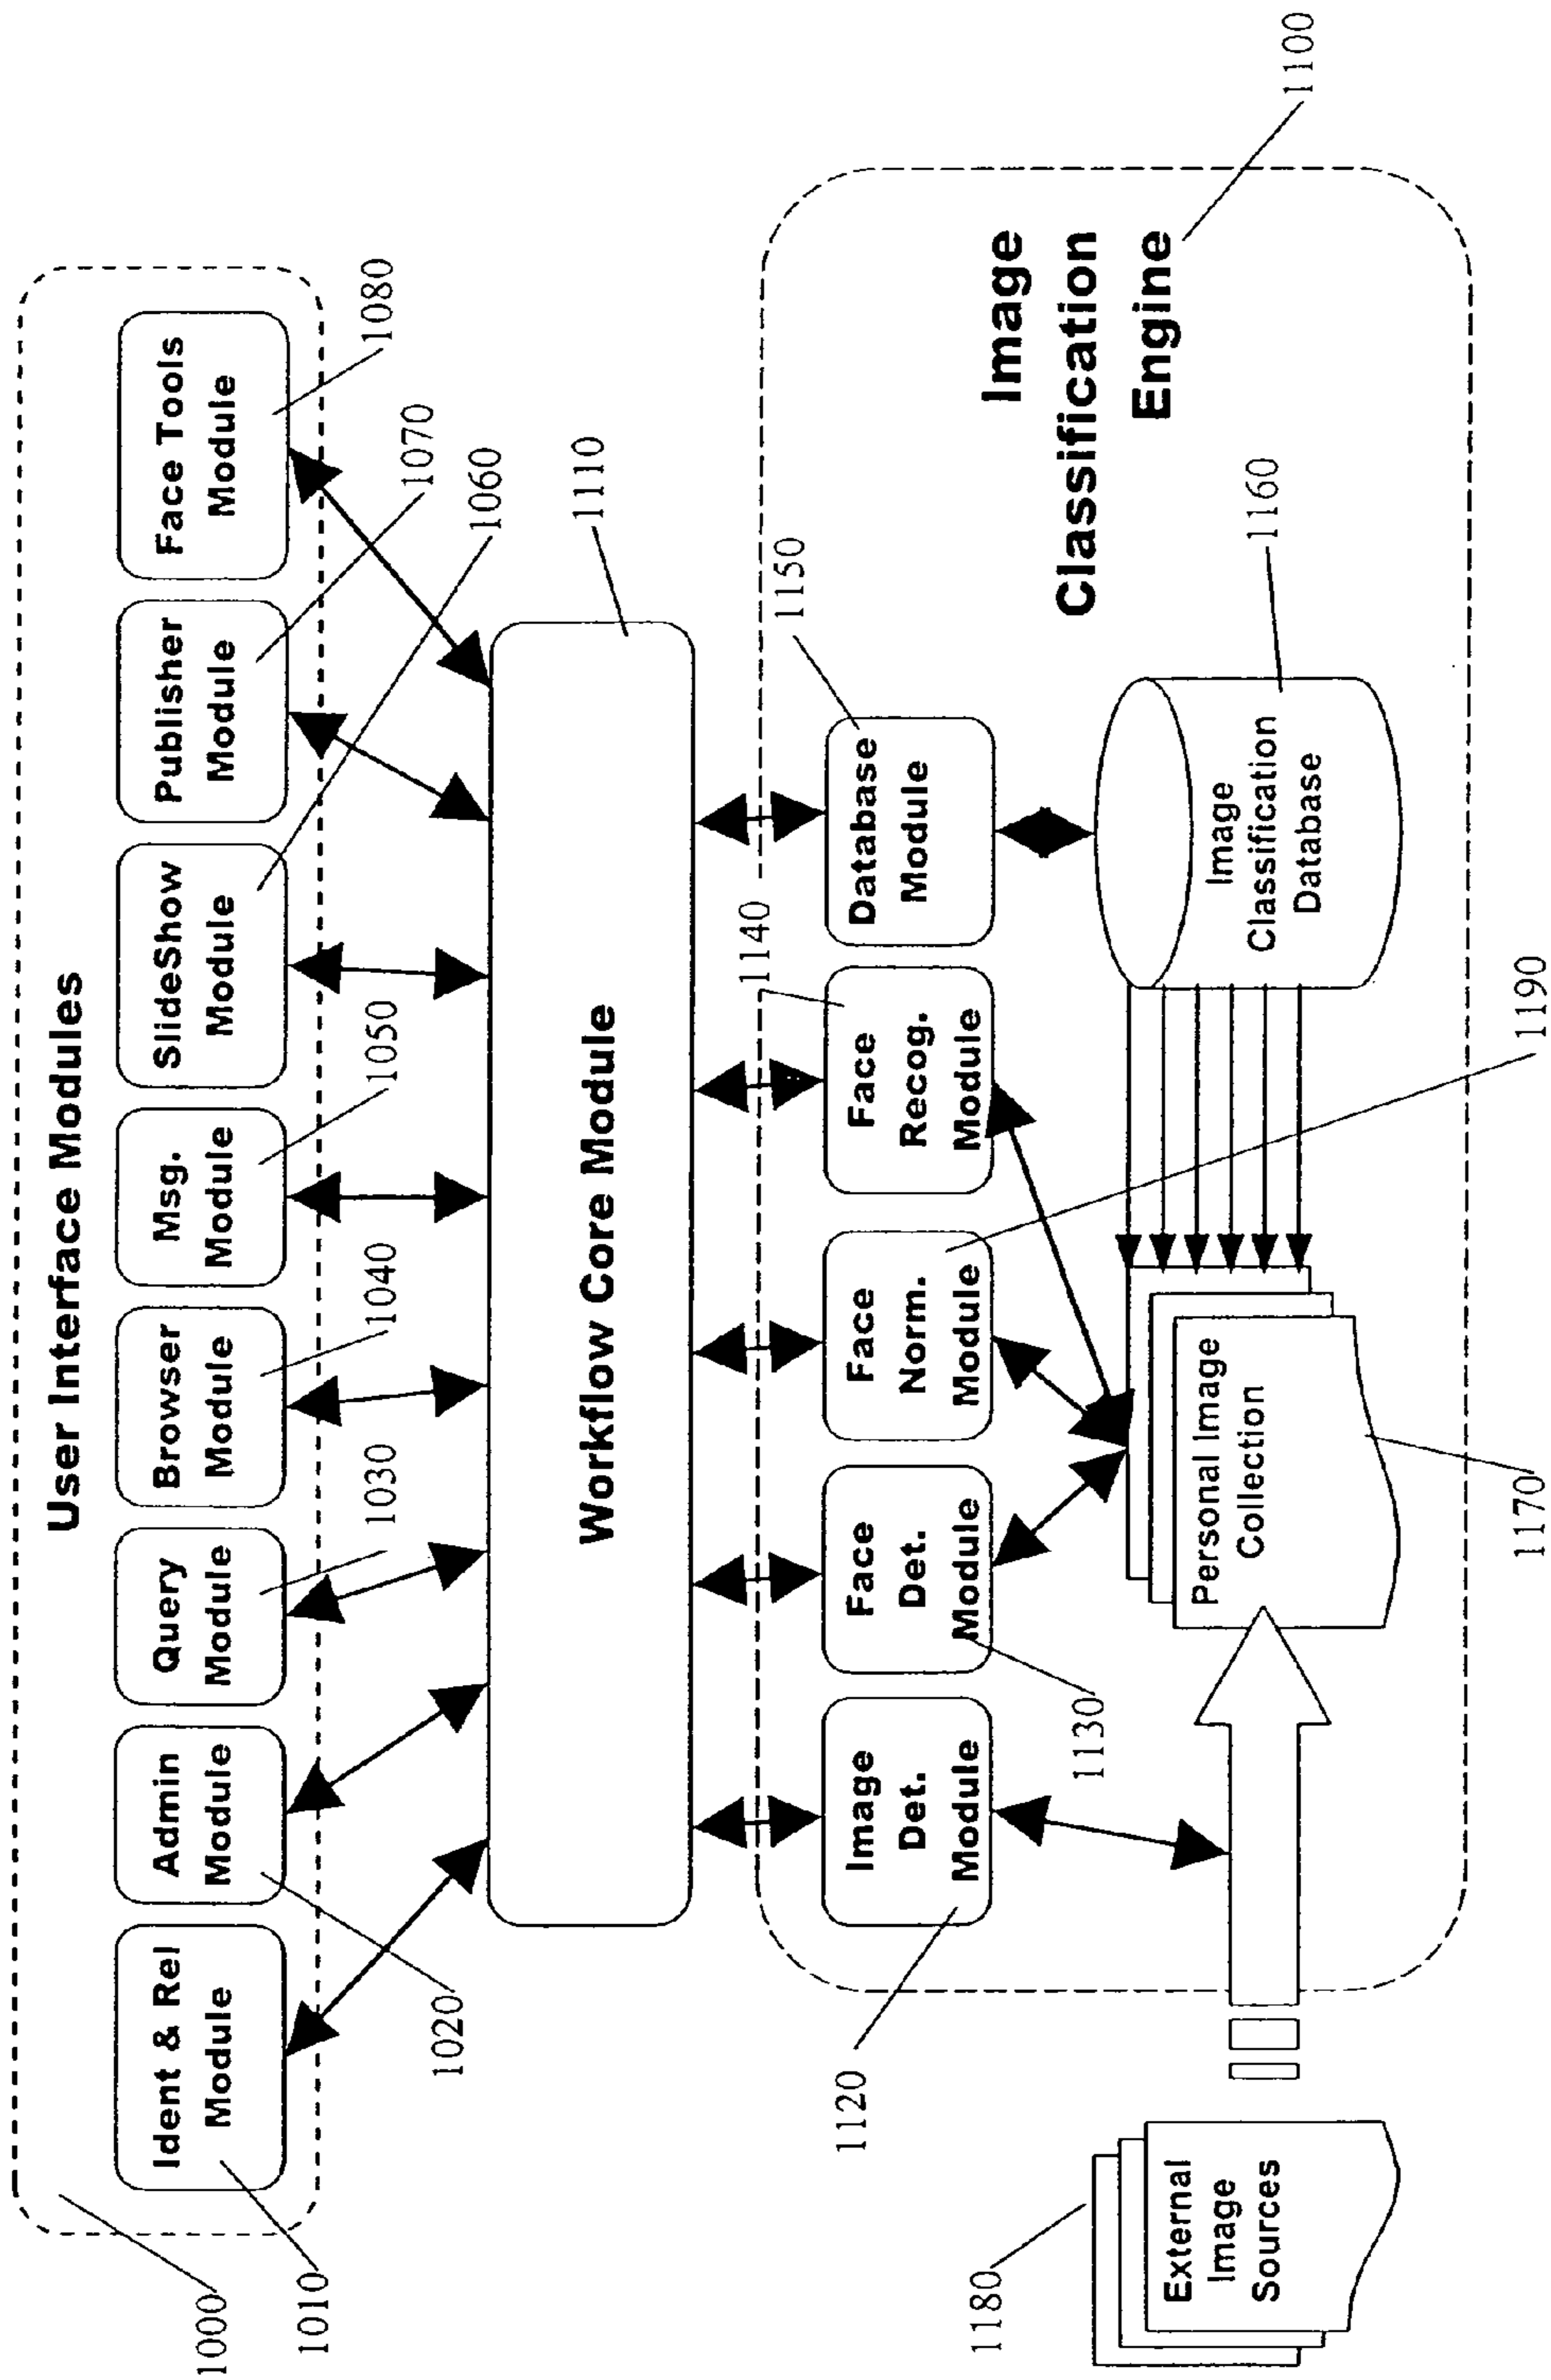 User Interface Modules
1000
Ident & Rel
Module
1010
Admin
Module
1020
Query
Module
1030
Browser
Module
1040
Msg.
Module
1050
SlideShow
Module
1060
Publisher
Module
1070
Face Tools
Module
1080
Workflow Core Module
1110
Image
Det.
Module
1120
Face
Det.
Module
1130
Face
Norm.
Module
1190
Face
Recog.
Module
1140
Database
Module
1150
Image
Classification
Engine
1100
External
Image
Sources
1180
Personal Image
Collection
1170
Image
Classification
Database
1160